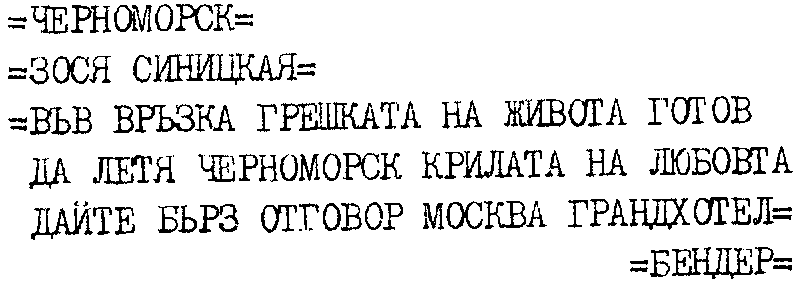 =ЧЕРНОМОРСК=
=ЗОСЯ СИНИЦКАЯ=
=ВЪВ ВРЪЗКА ГРЕШКАТА НА ЖИВОТА ГОТОВ
ДА ЛЕТЯ ЧЕРНОМОРСК КРИЛАТА НА ЛЮБОВТА
ДАЙТЕ БЪРЗ ОТГОВОР МОСКВА ГРАНДХОТЕЛ=
=БЕНДЕР=